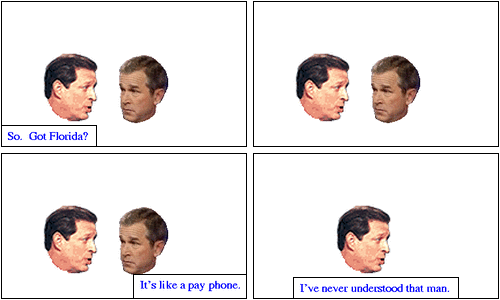 So.  Got Florida?
It's like a pay phone.
I've never understood that man.